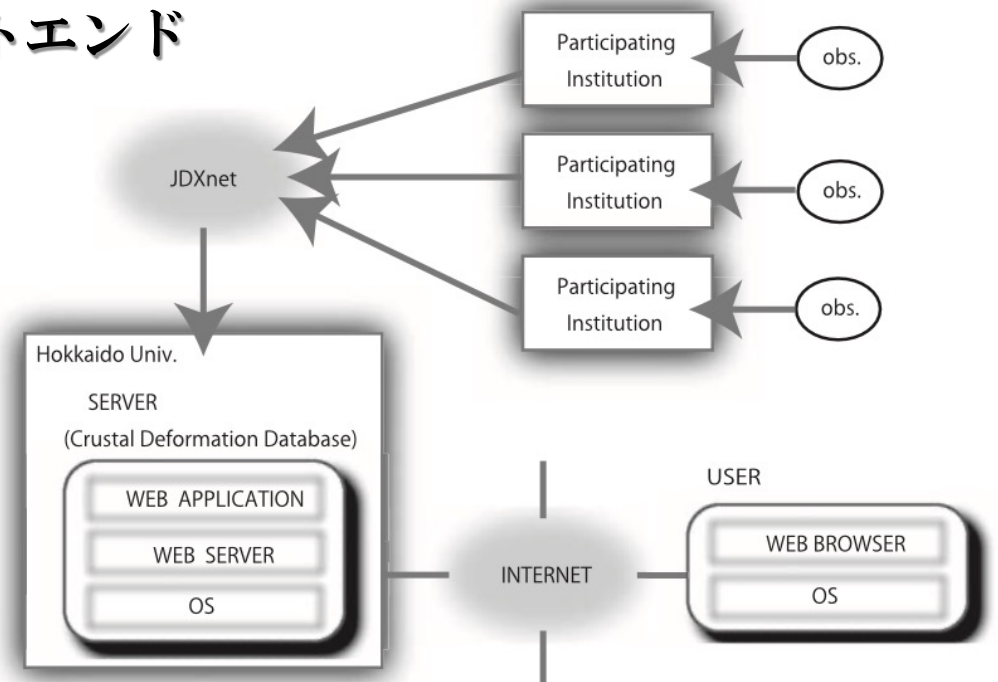 トエンド
Participating
Institution
obs.
JDXnet
Participating
Institution
obs.
Participating
Institution
obs.
Hokkaido Univ.
SERVER
(Crustal Deformation Database)
WEB APPLICATION
WEB SERVER
OS
INTERNET
USER
WEB BROWSER
OS